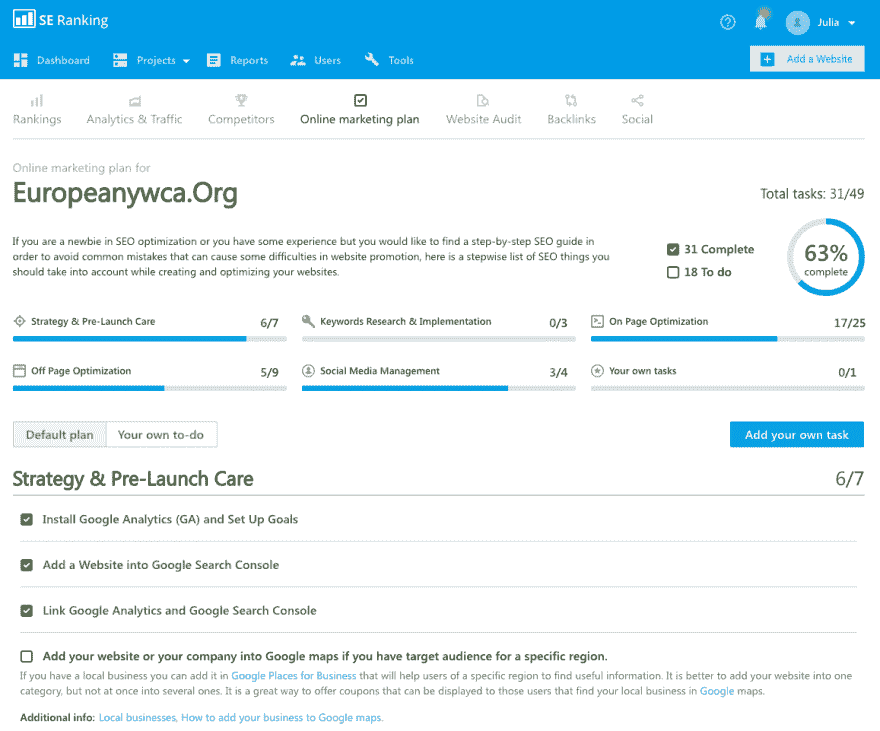 SE Ranking
Julia
Dashboard Projects Reports Users Tools
Add a Website
Rankings Analytics & Traffic Competitors Online marketing plan Website Audit Backlinks Social
Online marketing plan for
Europeanywca.Org
Total tasks: 31/49
If you are a newbie in SEO optimization or you have some experience but you would like to find a step-by-step SEO guide in
order to avoid common mistakes that can cause some difficulties in website promotion, here is a stepwise list of SEO things you
should take into account while creating and optimizing your websites.
31 Complete
18 To do
63%
complete
Strategy & Pre-Launch Care 6/7
Keywords Research & Implementation 0/3
On Page Optimization 17/25
Off Page Optimization 5/9
Social Media Management 3/4
Your own tasks 0/1
Default plan Your own to-do
Add your own task
Strategy & Pre-Launch Care 6/7
Install Google Analytics (GA) and Set Up Goals
Add a Website into Google Search Console
Link Google Analytics and Google Search Console
Add your website or your company into Google maps if you have target audience for a specific region.
If you have a local business you can add it in Google Places for Business that will help users of a specific region to find useful information. It is better to add your website into one
category, but not at once into several ones. It is a great way to offer coupons that can be displayed to those users that find your local business in Google maps.
Additional info: Local businesses, How to add your business to Google maps.